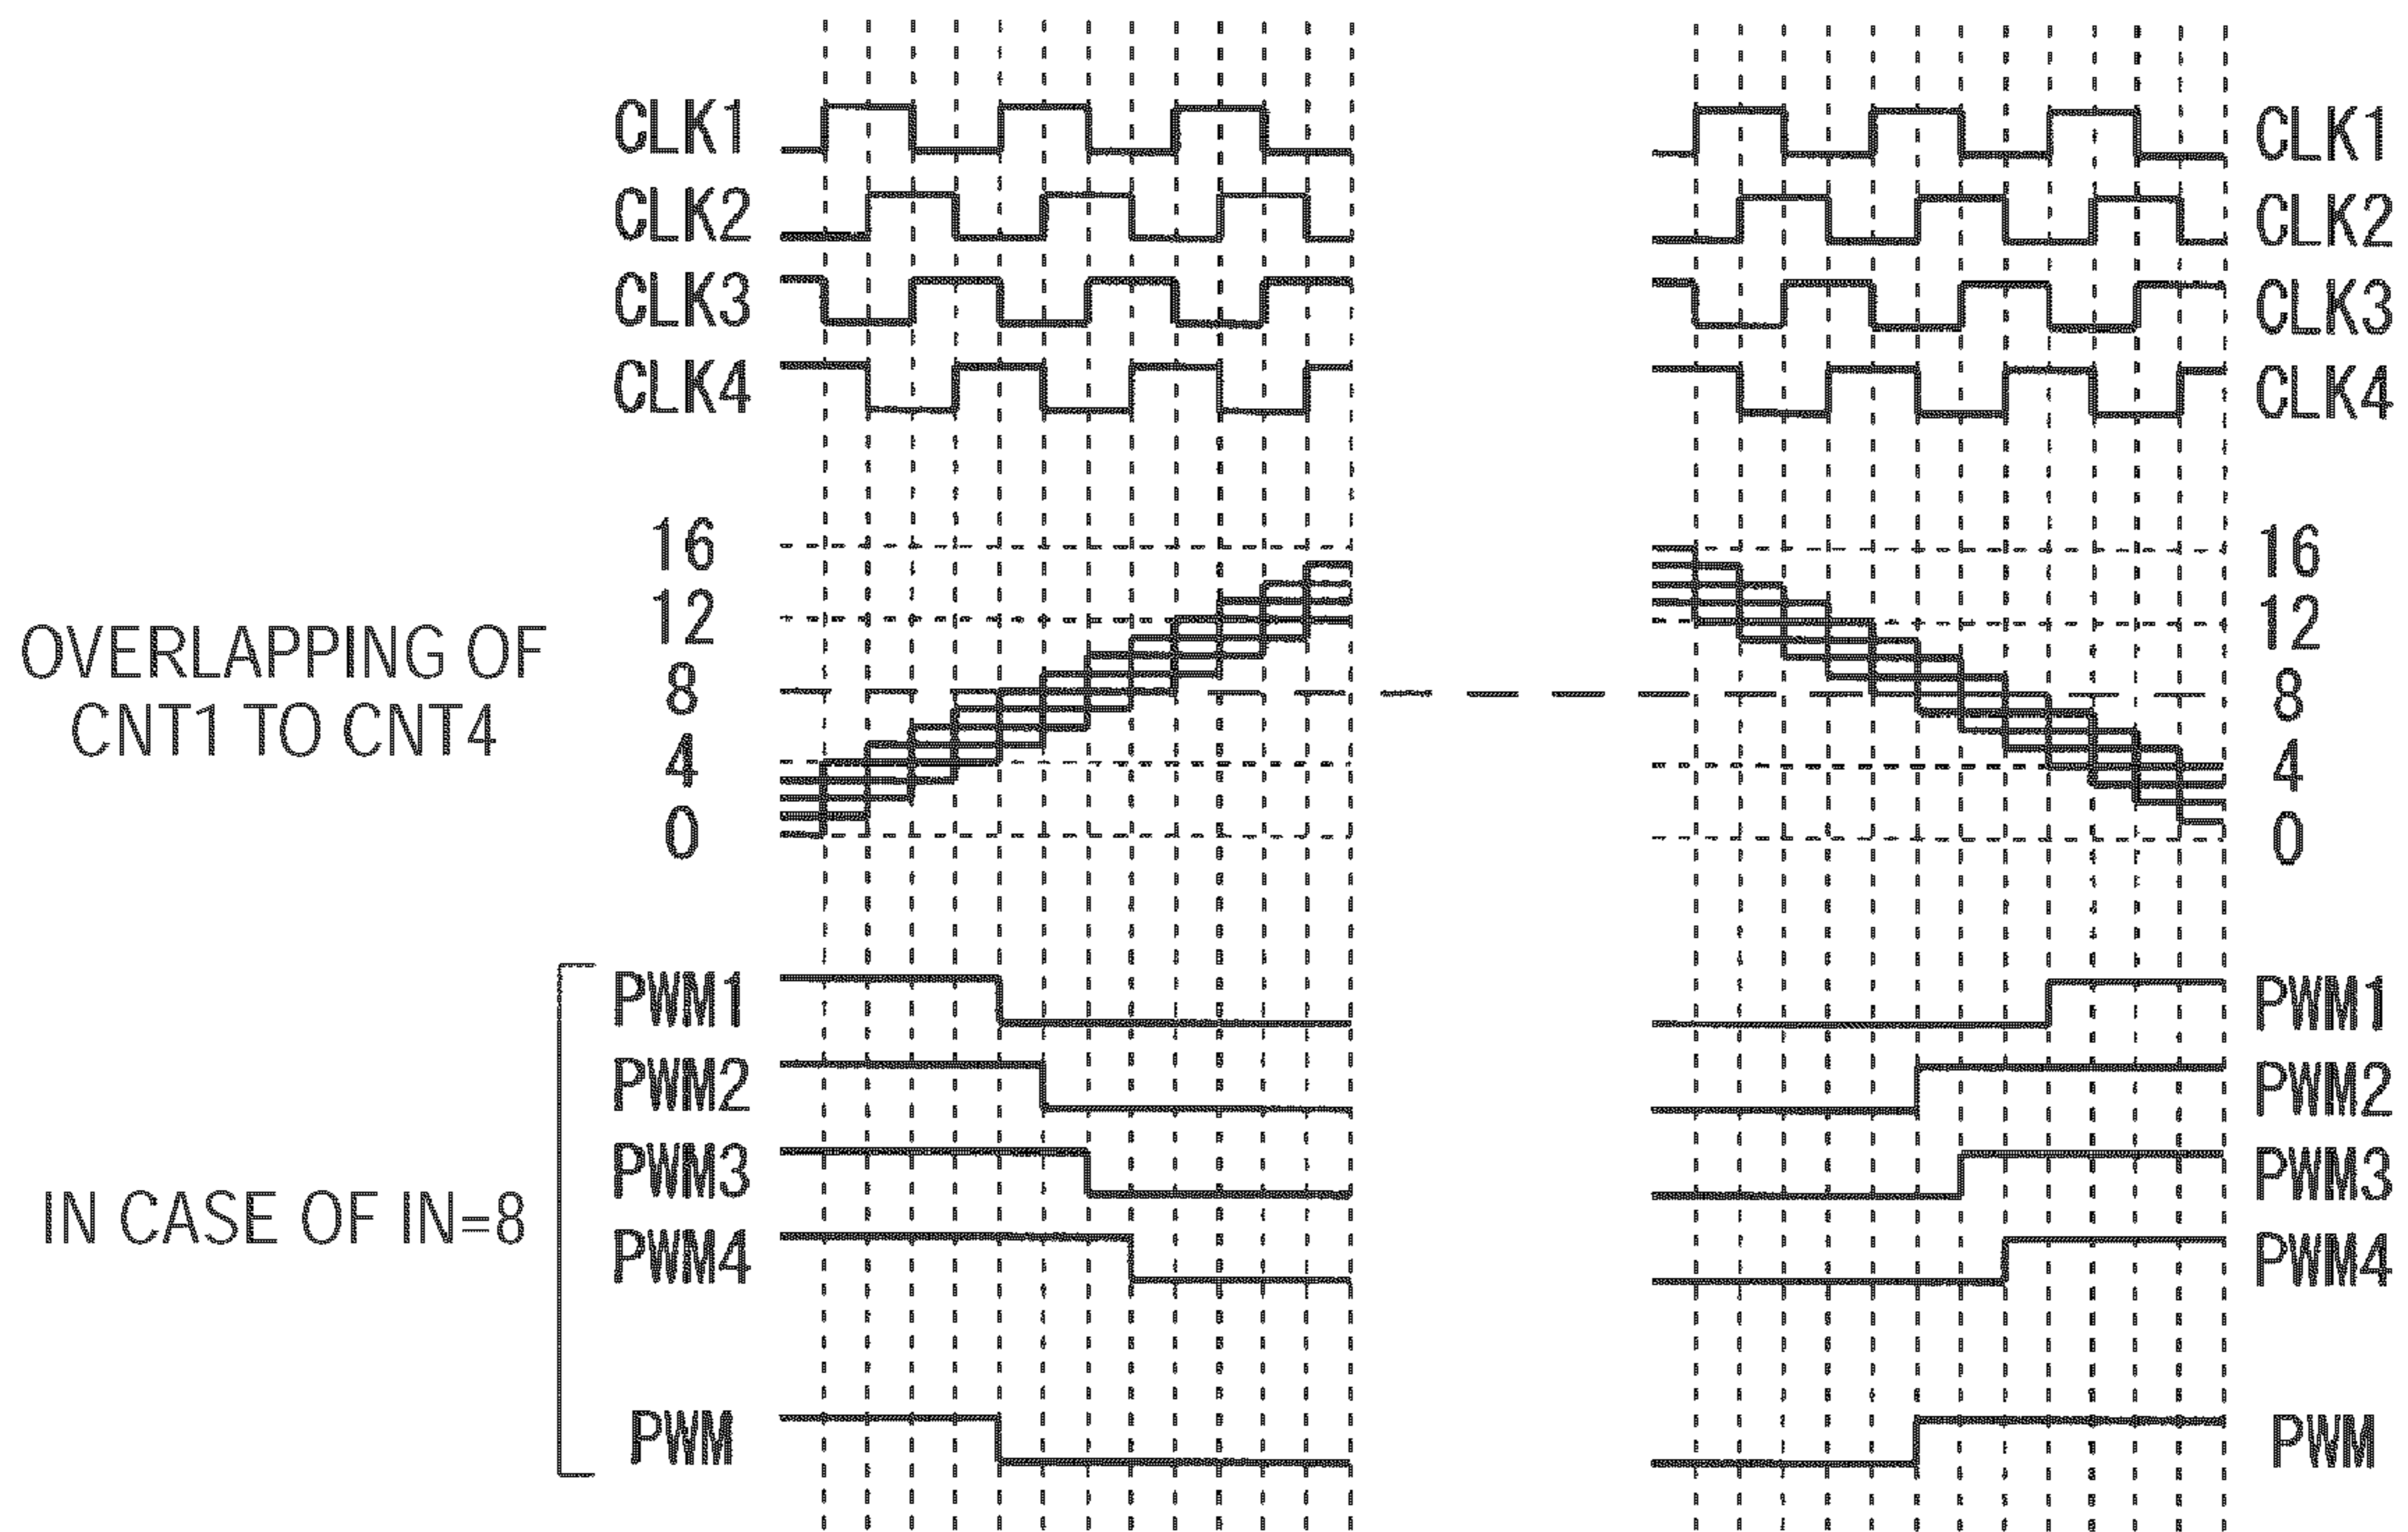 CLK1 CLK1
CLK2 CLK2
CLK3 CLK3
CLK4 CLK4
16 16
12 12
OVERLAPPING OF
CNT1 TO CNT4
8 8
4 4
0 0
PWM1 PWM1
PWM2 PWM2
PWM3 PWM3
IN CASE OF IN=8
PWM4 PWM4
PWM PWM